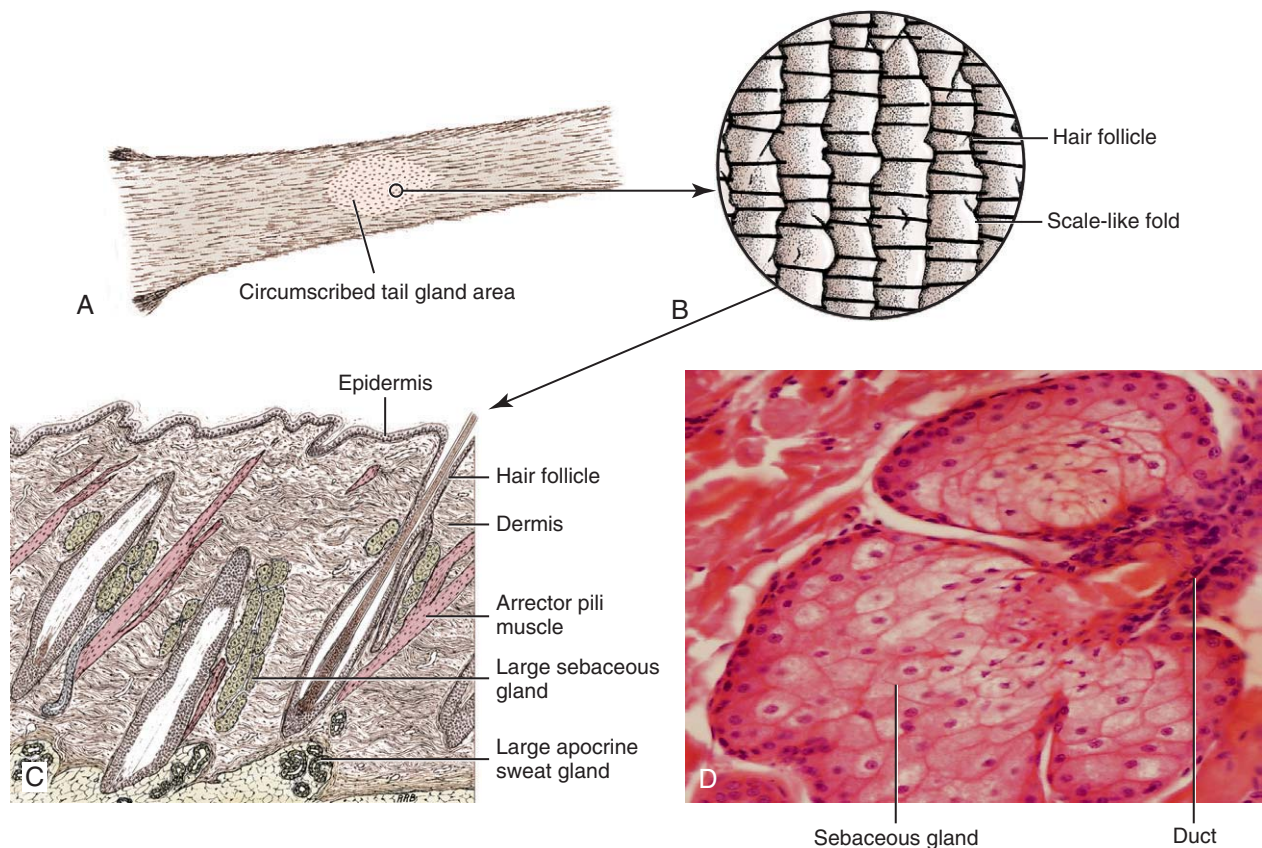 Hair follicle
Scale-like fold
Circumscribed tail gland area
A
B
Epidermis
Hair follicle
Dermis
Arrector pili
muscle
Large sebaceous
gland
Large apocrine
sweat gland
C
RRB
D
Sebaceous gland
Duct